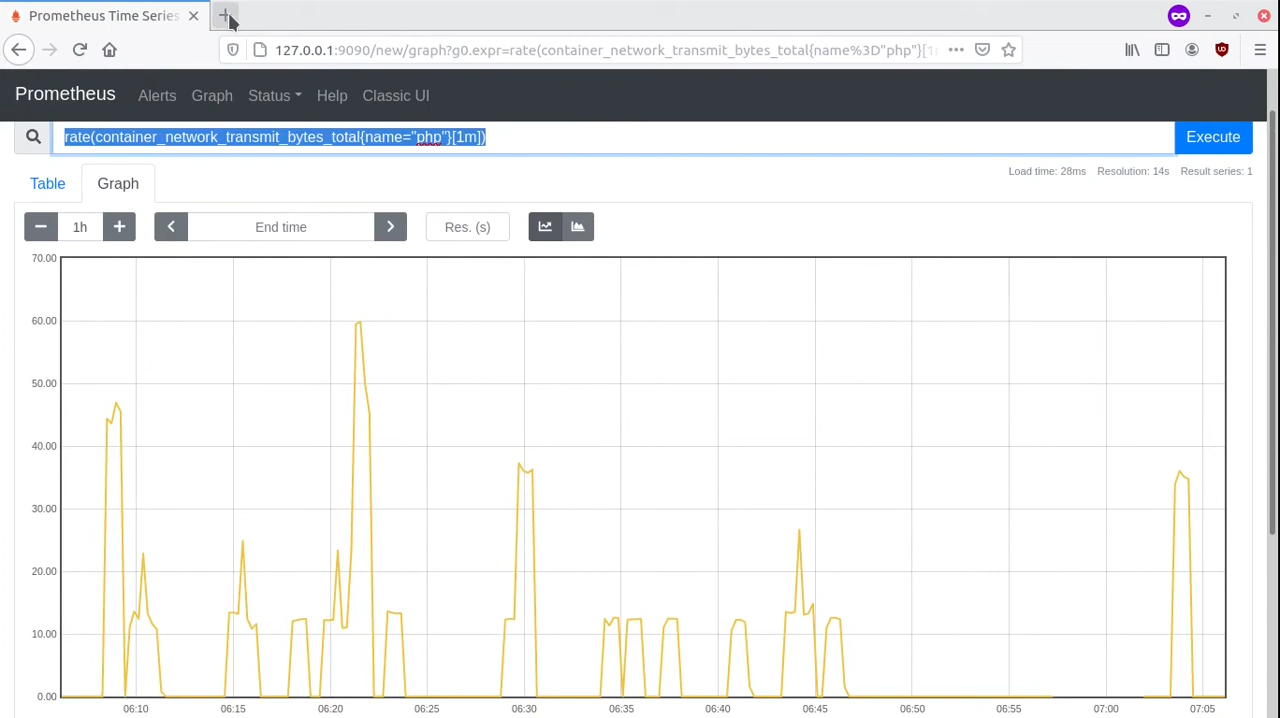 Prometheus Time Series
127.0.0.1:9090/new/graph?g0.expr=rate(container_network_transmit_bytes_total{name%3D"php"}[1
Prometheus Alerts Graph Status Help Classic UI
rate(container_network_transmit_bytes_total{name="php"}[1m]) Execute
Load time: 28ms Resolution: 14s Result series: 1
Table Graph
1h End time Res. (s)
70.00
60.00
50.00
40.00
30.00
20.00
10.00
0.00
06:10 06:15 06:20 06:25 06:30 06:35 06:40 06:45 06:50 06:55 07:00 07:05